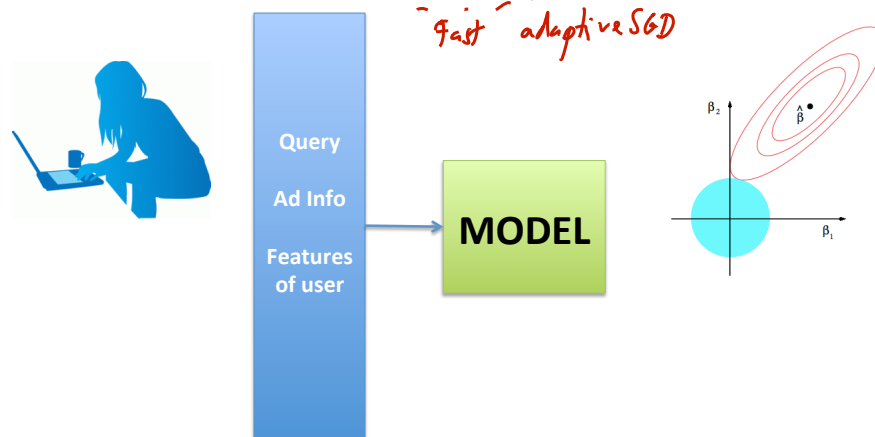 Fast adaptive SGD
Query
Ad Info
Features
of user
MODEL
β₂
β̂
β₁